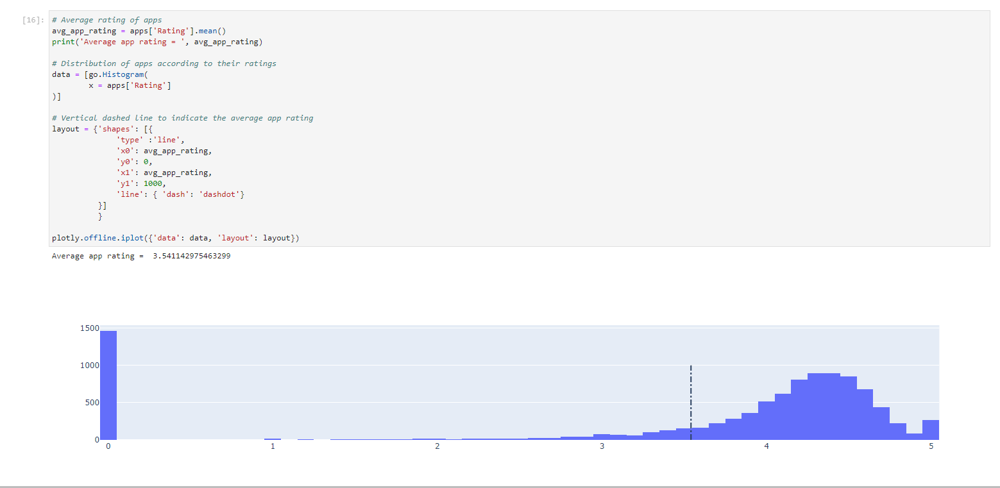 [16]: # Average rating of apps
avg_app_rating = apps['Rating'].mean()
print('Average app rating = ', avg_app_rating)
# Distribution of apps according to their ratings
data = [go.Histogram(
x = apps['Rating']
)]
# Vertical dashed line to indicate the average app rating
layout = {'shapes': [{
'type' :'line',
'x0': avg_app_rating,
'y0': 0,
'x1': avg_app_rating,
'y1': 1000,
'line': { 'dash': 'dashdot'}
}]
}
plotly.offline.iplot({'data': data, 'layout': layout})
Average app rating =  3.541142975463299
1500
1000
500
0
0 1 2 3 4 5